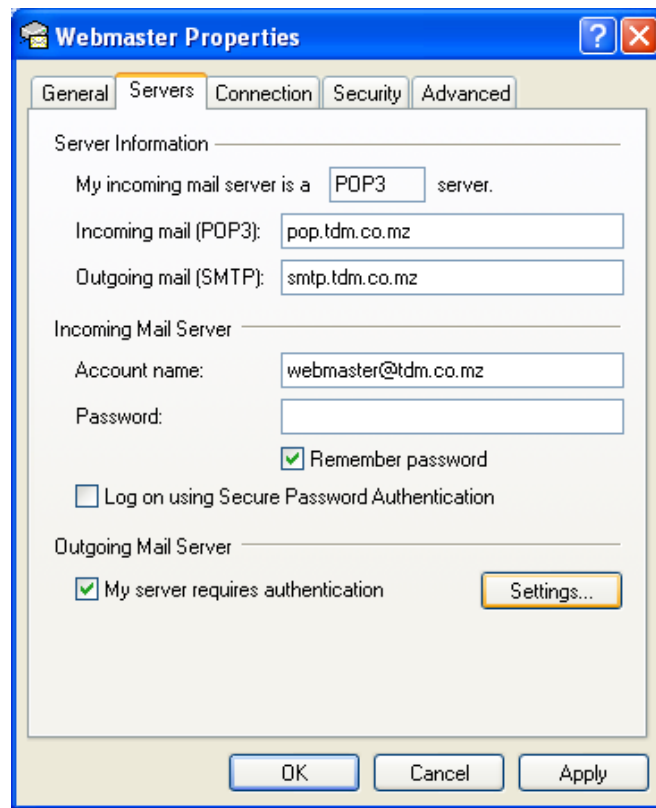 Webmaster Properties
General Servers Connection Security Advanced
Server Information
My incoming mail server is a POP3 server.
Incoming mail (POP3): pop.tdm.co.mz
Outgoing mail (SMTP): smtp.tdm.co.mz
Incoming Mail Server
Account name: webmaster@tdm.co.mz
Password:
Remember password
Log on using Secure Password Authentication
Outgoing Mail Server
My server requires authentication Settings...
OK Cancel Apply